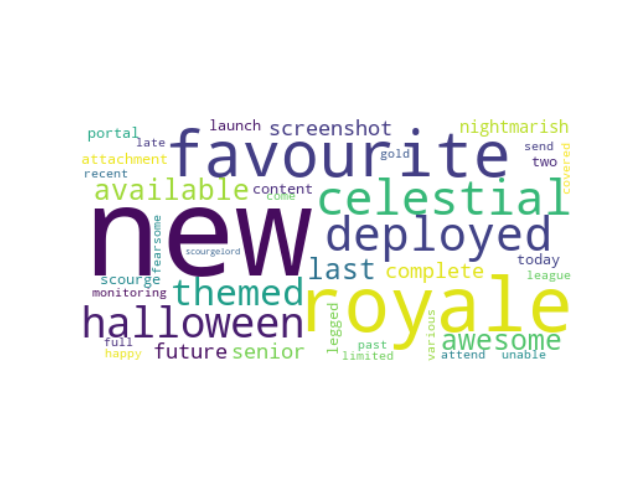 launch screenshot nightmarish
portal favourite
late gold send
attachment two
recent covered
available content celestial
come
new deployed
fearsome scourgelord
last complete today
scourge league
monitoring themed royale
halloween legged various awesome
full future senior past
happy limited attend unable